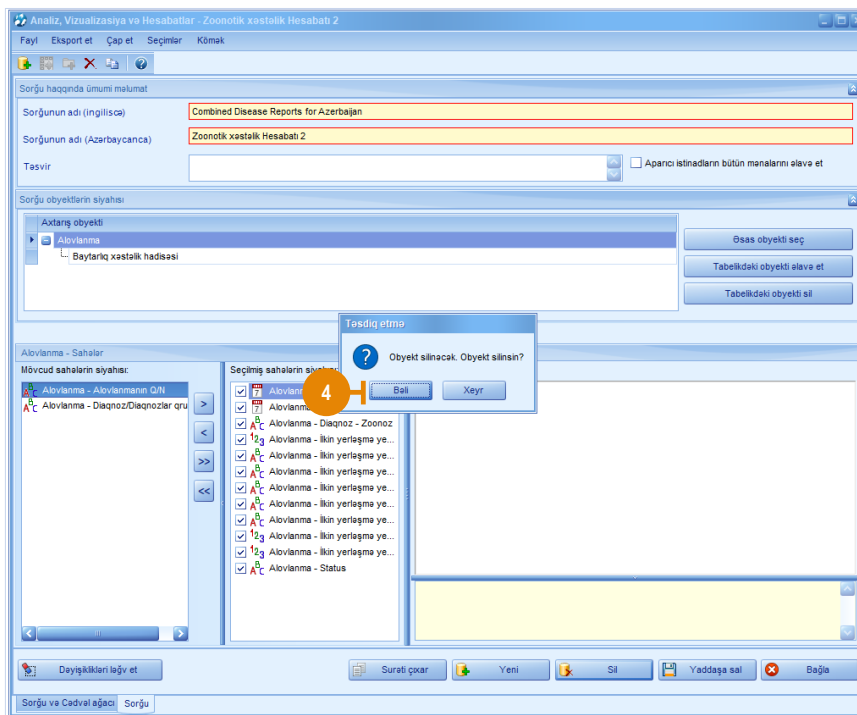 Analiz, Vizualizasiya və Hesabatlar - Zoonotik xəstəlik Hesabatı 2
Fayl Eksport et Çap et Seçimlər Kömək
Sorğu haqqında ümumi məlumat
Sorğunun adı (ingiliscə) Combined Disease Reports for Azerbaijan
Sorğunun adı (Azərbaycanca) Zoonotik xəstəlik Hesabatı 2
Təsvir Aparıcı istinadların bütün mənalarını əlavə et
Sorğu obyektlərin siyahısı
Axtarış obyekti
Alovlanma
Baytarlıq xəstəlik hadisəsi
Əsas obyekti seç
Tabelikdəki obyekti əlavə et
Tabelikdəki obyekti sil
Təsdiq etmə
Obyekt silinəcək. Obyekt silinsin?
4 Bəli Xeyr
Alovlanma - Sahələr
Mövcud sahələrin siyahısı:
Alovlanma - Alovlanmanın Q/N
Alovlanma - Diaqnoz/Diaqnozlar qru
>
<
>>
<<
Seçilmiş sahələrin siyahısı:
Alovlanma
Alovlanma - Diaqnoz - Zoonoz
Alovlanma - İlkin yerləşmə ye...
Alovlanma - İlkin yerləşmə ye...
Alovlanma - İlkin yerləşmə ye...
Alovlanma - İlkin yerləşmə ye...
Alovlanma - İlkin yerləşmə ye...
Alovlanma - İlkin yerləşmə ye...
Alovlanma - İlkin yerləşmə ye...
Alovlanma - İlkin yerləşmə ye...
Alovlanma - Status
Dəyişiklikləri ləğv et Surəti çıxar Yeni Sil Yaddaşa sal Bağla
Sorğu və Cədvəl ağacı Sorğu